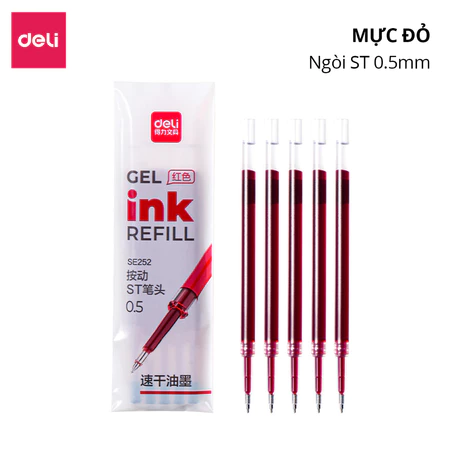 deli
MỰC ĐỎ
Ngòi ST 0.5mm
deli
得力文具
GEL 红色
ink
REFILL
SE252
按动
ST笔头
0.5
速干油墨